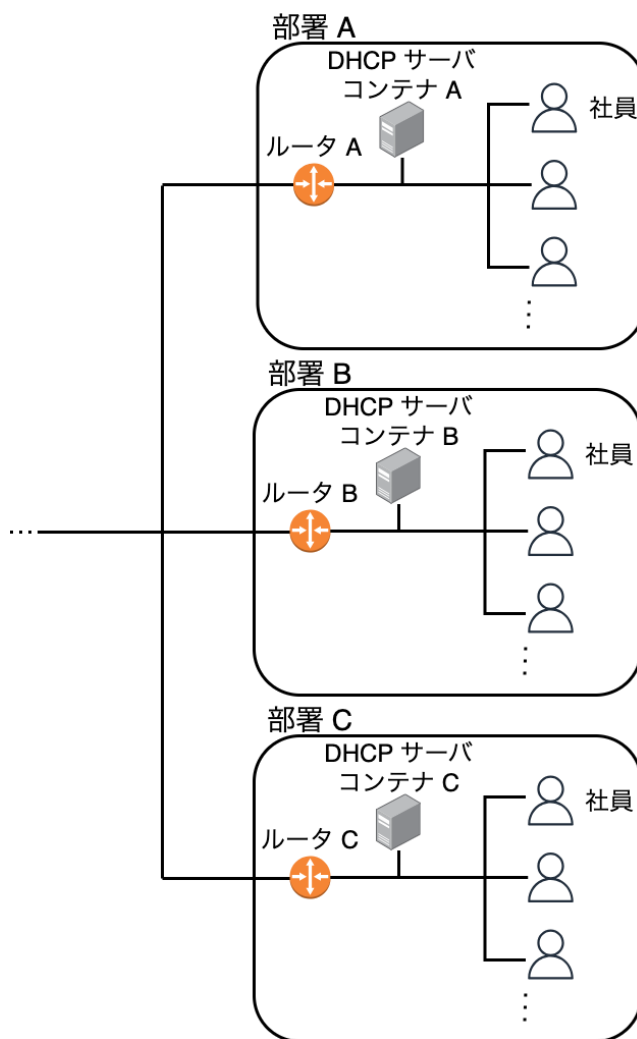 部署 A
DHCP サーバ
コンテナ A
社員
ルータ A
⋮
部署 B
DHCP サーバ
コンテナ B
社員
ルータ B
…
⋮
部署 C
DHCP サーバ
コンテナ C
社員
ルータ C
⋮